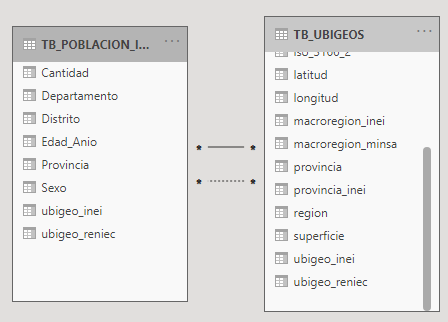 TB_POBLACION_I...
Cantidad
Departamento
Distrito
Edad_Anio
Provincia
Sexo
ubigeo_inei
ubigeo_reniec
* *
* *
TB_UBIGEOS
iso_3166_2
latitud
longitud
macroregion_inei
macroregion_minsa
provincia
provincia_inei
region
superficie
ubigeo_inei
ubigeo_reniec